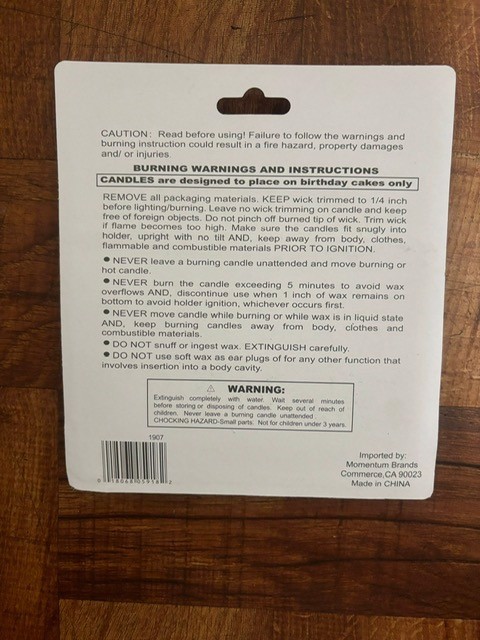 CAUTION: Read before using! Failure to follow the warnings and
burning instruction could result in a fire hazard, property damages
and/ or injuries.
BURNING WARNINGS AND INSTRUCTIONS
CANDLES are designed to place on birthday cakes only
REMOVE all packaging materials. KEEP wick trimmed to 1/4 inch
before lighting/burning. Leave no wick trimming on candle and keep
free of foreign objects. Do not pinch off burned tip of wick. Trim wick
if flame becomes too high. Make sure the candles fit snugly into
holder, upright with no tilt AND, keep away from body, clothes,
flammable and combustible materials PRIOR TO IGNITION.
● NEVER leave a burning candle unattended and move burning or
hot candle.
● NEVER burn the candle exceeding 5 minutes to avoid wax
overflows AND, discontinue use when 1 inch of wax remains on
bottom to avoid holder ignition, whichever occurs first.
● NEVER move candle while burning or while wax is in liquid state
AND, keep burning candles away from body, clothes and
combustible materials.
● DO NOT snuff or ingest wax. EXTINGUISH carefully.
● DO NOT use soft wax as ear plugs of for any other function that
involves insertion into a body cavity.
⚠ WARNING:
Extinguish completely with water. Wait several minutes
before storing or disposing of candles. Keep out of reach of
children. Never leave a burning candle unattended
CHOCKING HAZARD-Small parts. Not for children under 3 years.
1907
Imported by:
Momentum Brands
Commerce,CA 90023
Made in CHINA